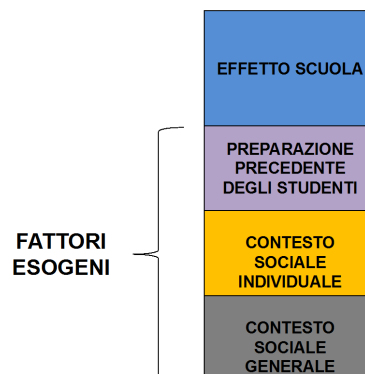 EFFETTO SCUOLA
PREPARAZIONE
PRECEDENTE
DEGLI STUDENTI
FATTORI
ESOGENI
CONTESTO
SOCIALE
INDIVIDUALE
CONTESTO
SOCIALE
GENERALE